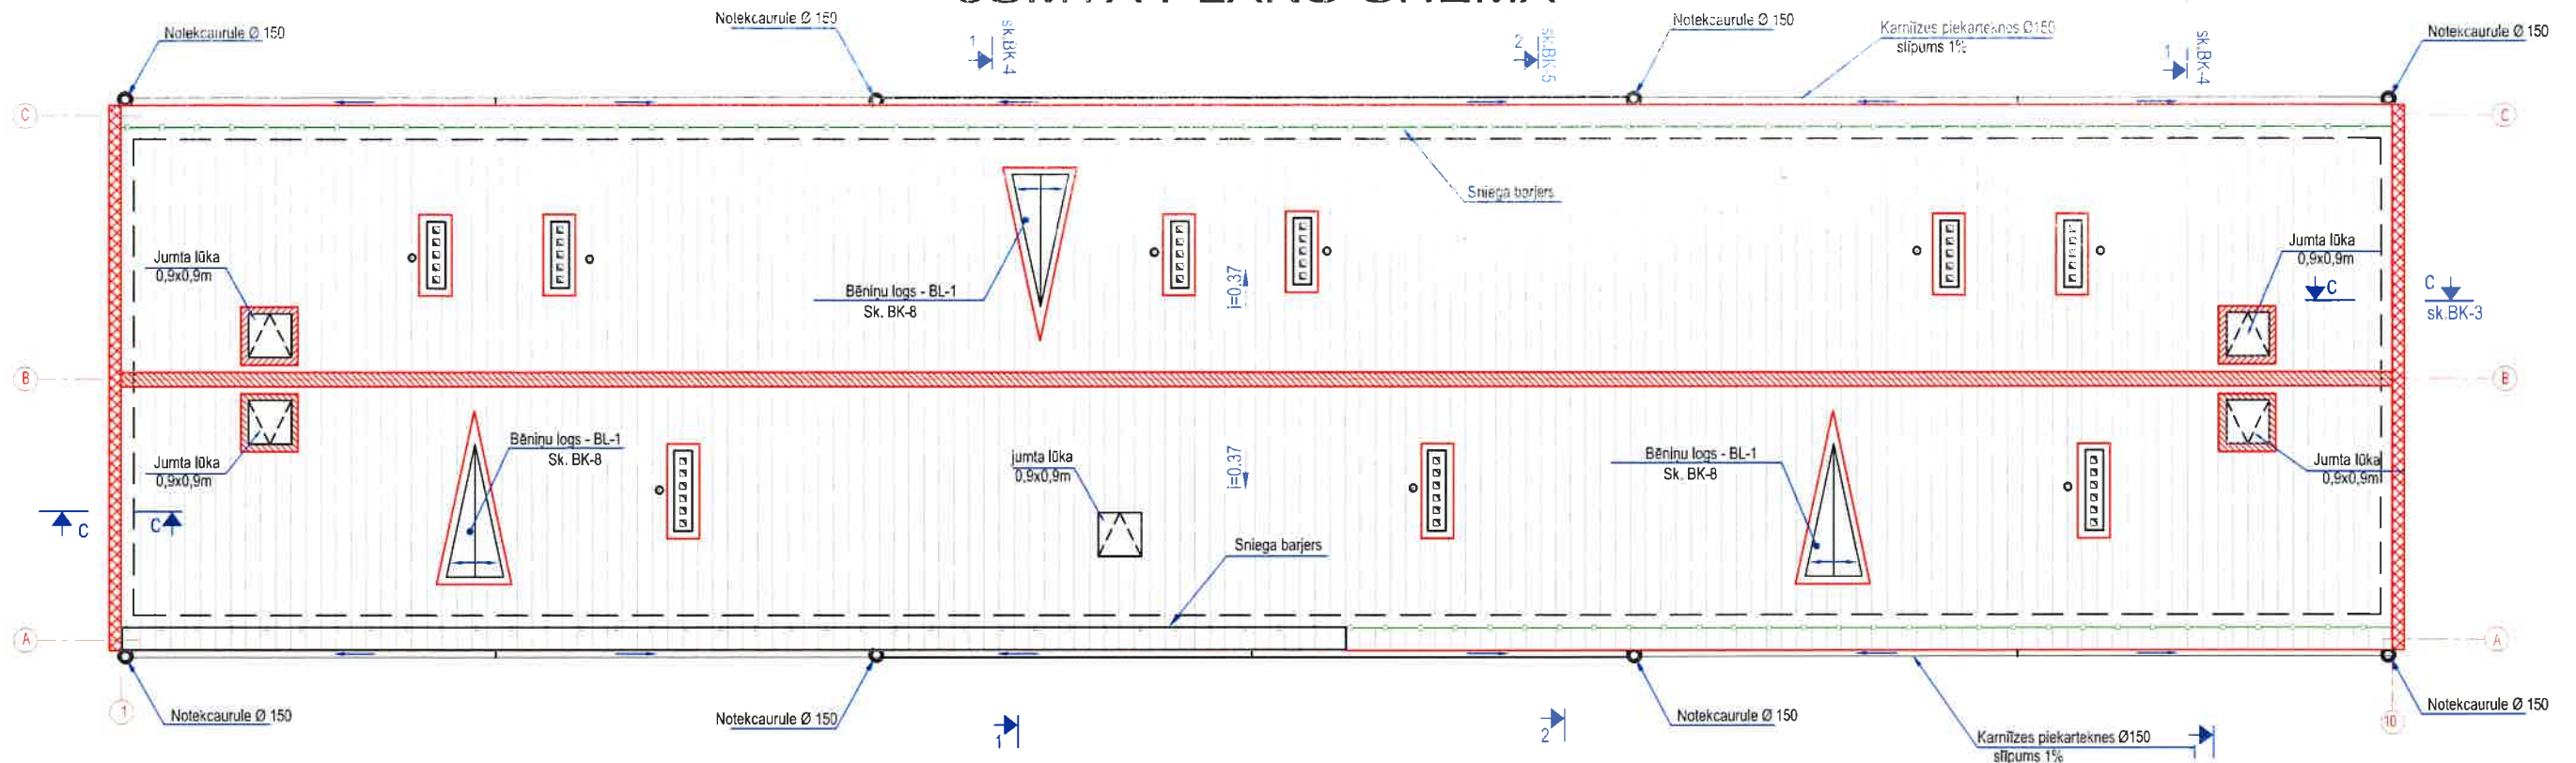 Notekcaurule Ø 150
Notekcaurule Ø 150
1
sk.BK-4
2
sk.BK-5
Notekcaurule Ø 150
Karnīzes piekarteknes Ø150
slīpums 1%
1
sk.BK-4
Notekcaurule Ø 150
C
C
Sniega barjers
Jumta lūka
0,9x0,9m
Bēniņu logs - BL-1
Sk. BK-8
i=0.37
Jumta lūka
0,9x0,9m
C
C
sk.BK-3
B
B
Jumta lūka
0,9x0,9m
Bēniņu logs - BL-1
Sk. BK-8
jumta lūka
0,9x0,9m
i=0.37
Bēniņu logs - BL-1
Sk. BK-8
Jumta lūka
0,9x0,9m
C
C
Sniega barjers
A
A
1
Notekcaurule Ø 150
Notekcaurule Ø 150
1
2
Notekcaurule Ø 150
Karnīzes piekarteknes Ø150
slīpums 1%
1
10
Notekcaurule Ø 150